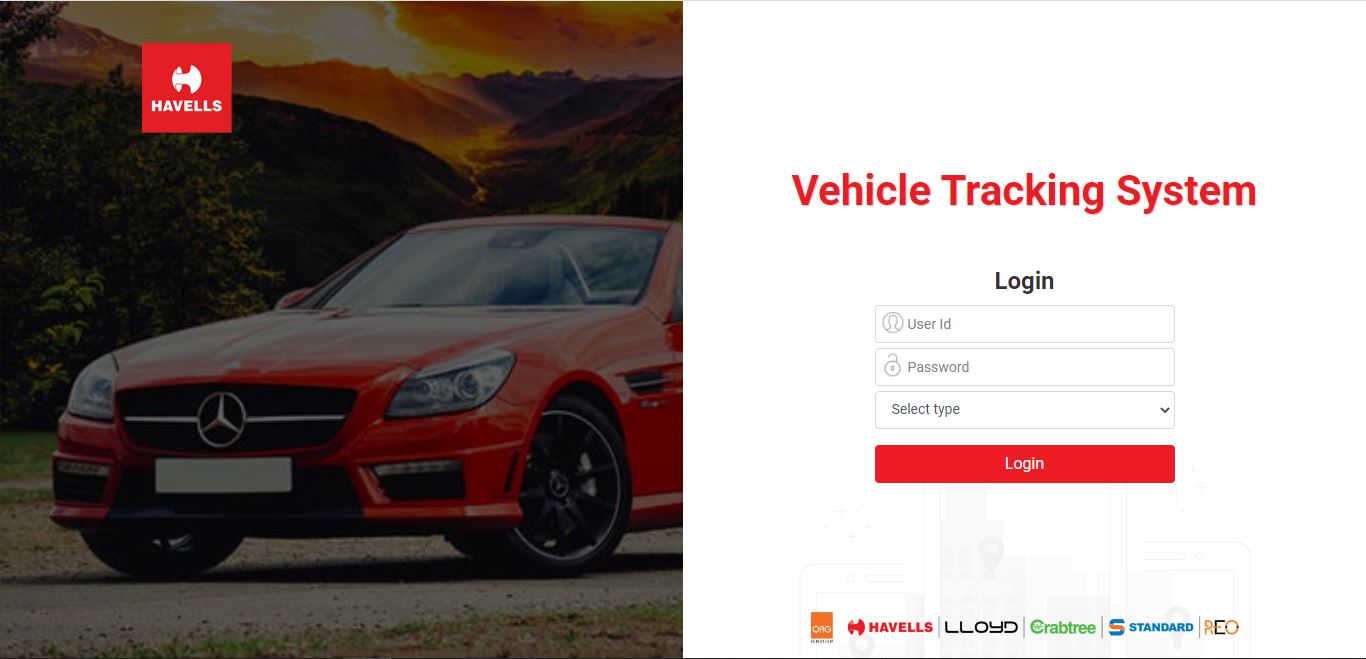 HAVELLS
Vehicle Tracking System
Login
User Id
Password
Select type
Login
QRG GROUP HAVELLS LLOYD Crabtree STANDARD REO